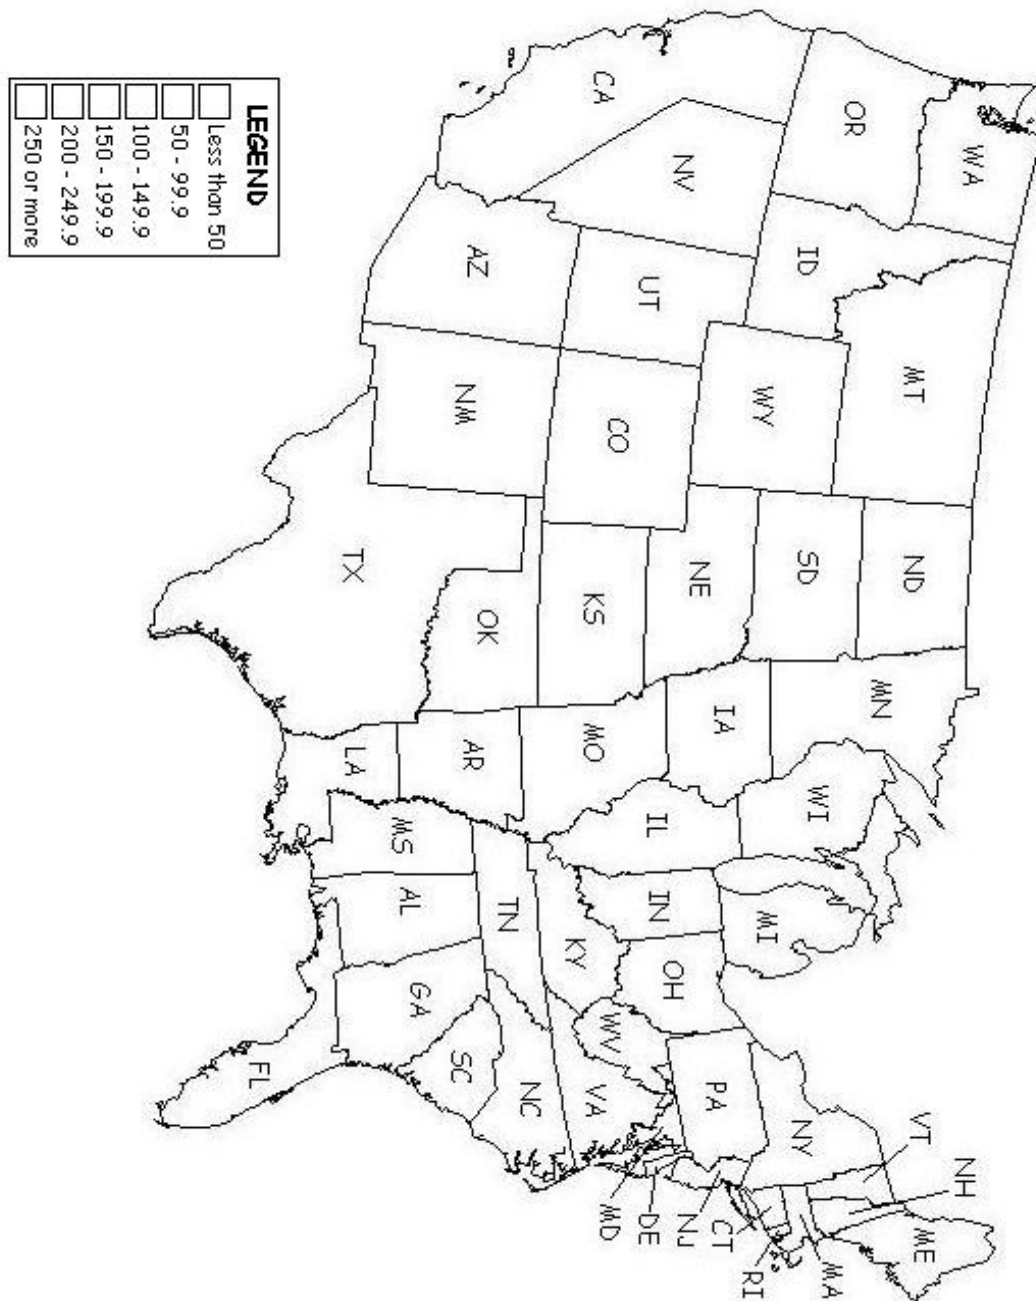 WA
OR
CA
NV
ID
MT
WY
UT
AZ
CO
NM
ND
SD
NE
KS
OK
TX
MN
IA
MO
AR
LA
WI
IL
MS
MI
IN
KY
TN
AL
OH
WV
VA
NC
SC
GA
FL
PA
NY
VT
NH
ME
MA
RI
CT
NJ
DE
MD
LEGEND
Less than 50
50 - 99.9
100 - 149.9
150 - 199.9
200 - 249.9
250 or more